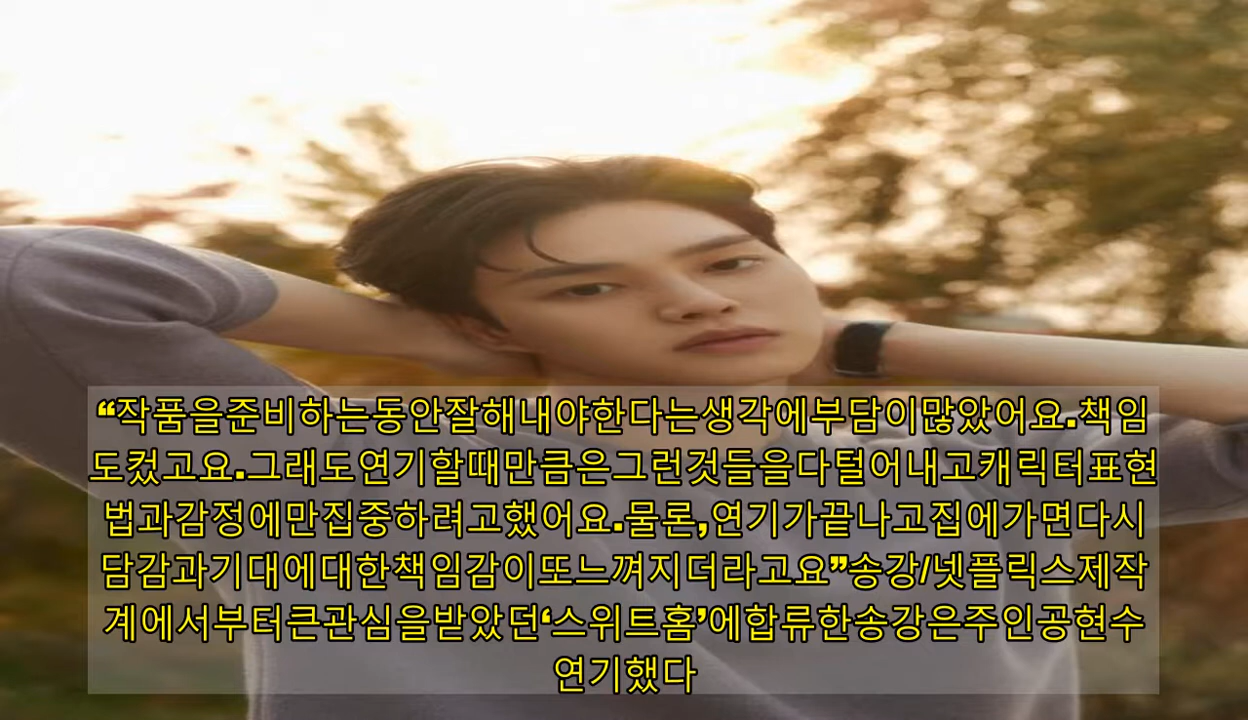 “작품을준비하는동안잘해내야한다는생각에부담이많았어요.책임
도컸고요.그래도연기할때만큼은그런것들을다털어내고캐릭터표현
법과감정에만집중하려고했어요.물론,연기가끝나고집에가면다시
담감과기대에대한책임감이또느껴지더라고요”송강/넷플릭스제작
계에서부터큰관심을받았던‘스위트홈’에합류한송강은주인공현수
연기했다